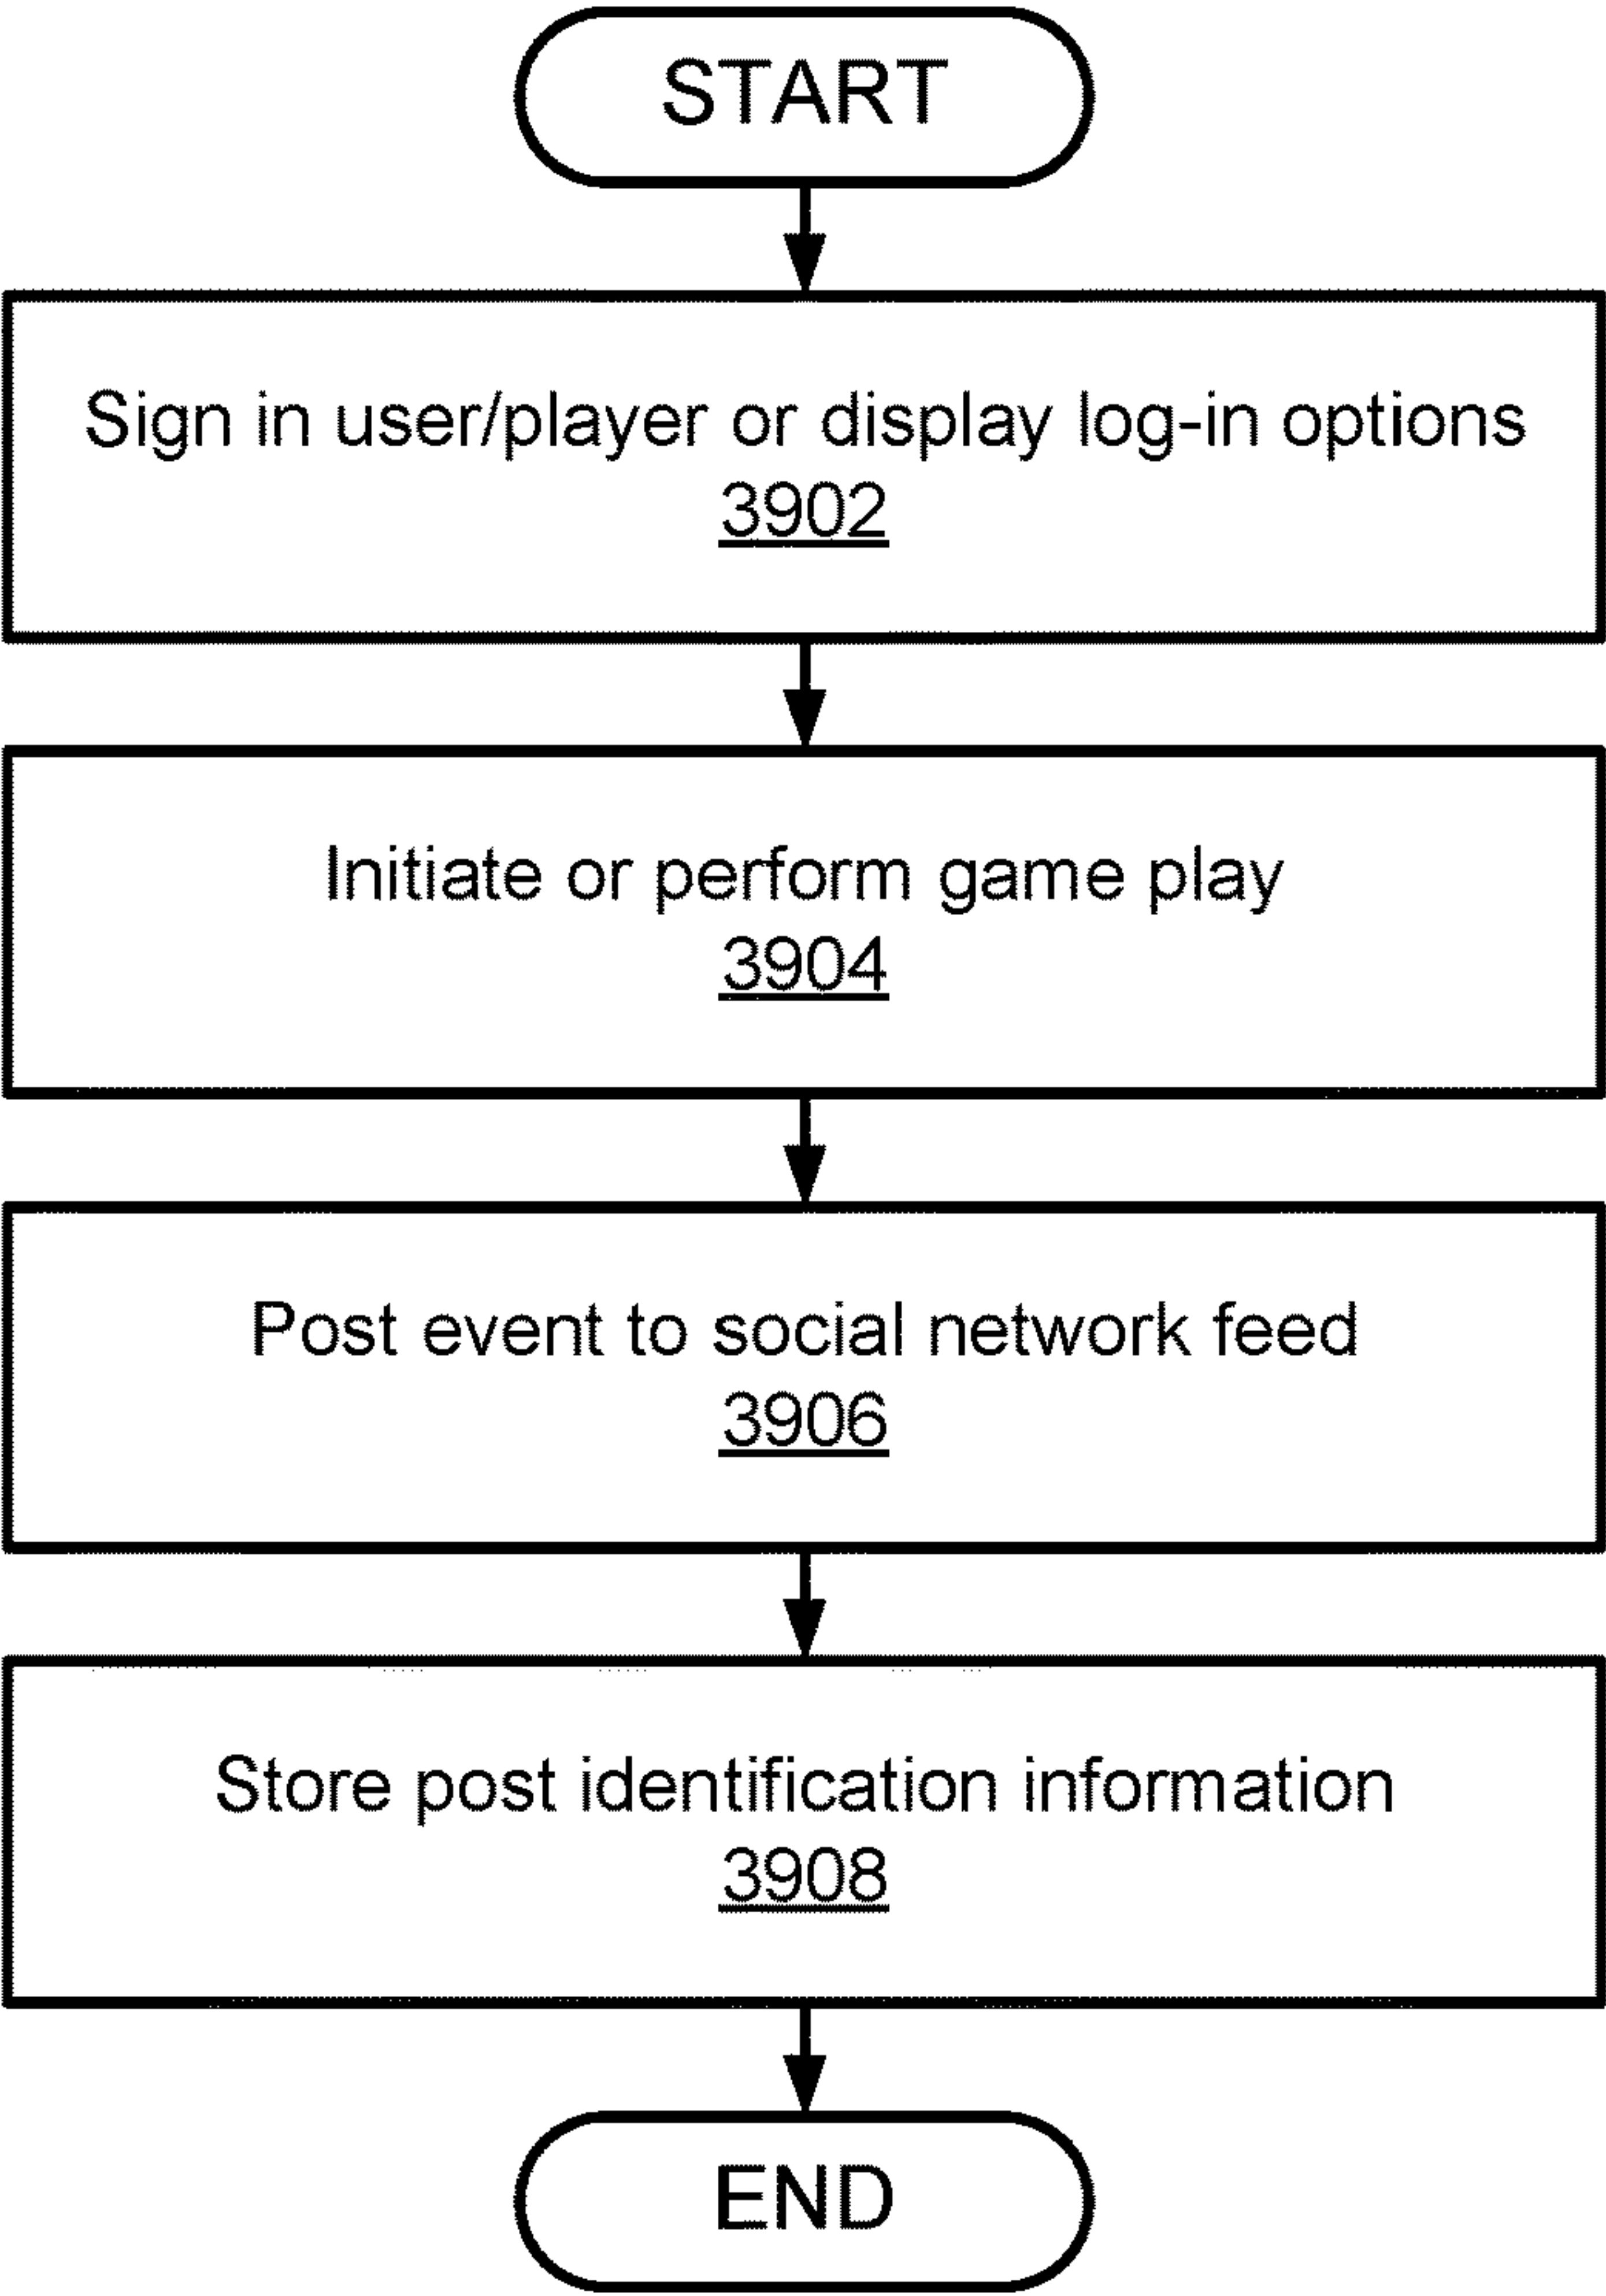 START
Sign in user/player or display log-in options
3902
Initiate or perform game play
3904
Post event to social network feed
3906
Store post identification information
3908
END